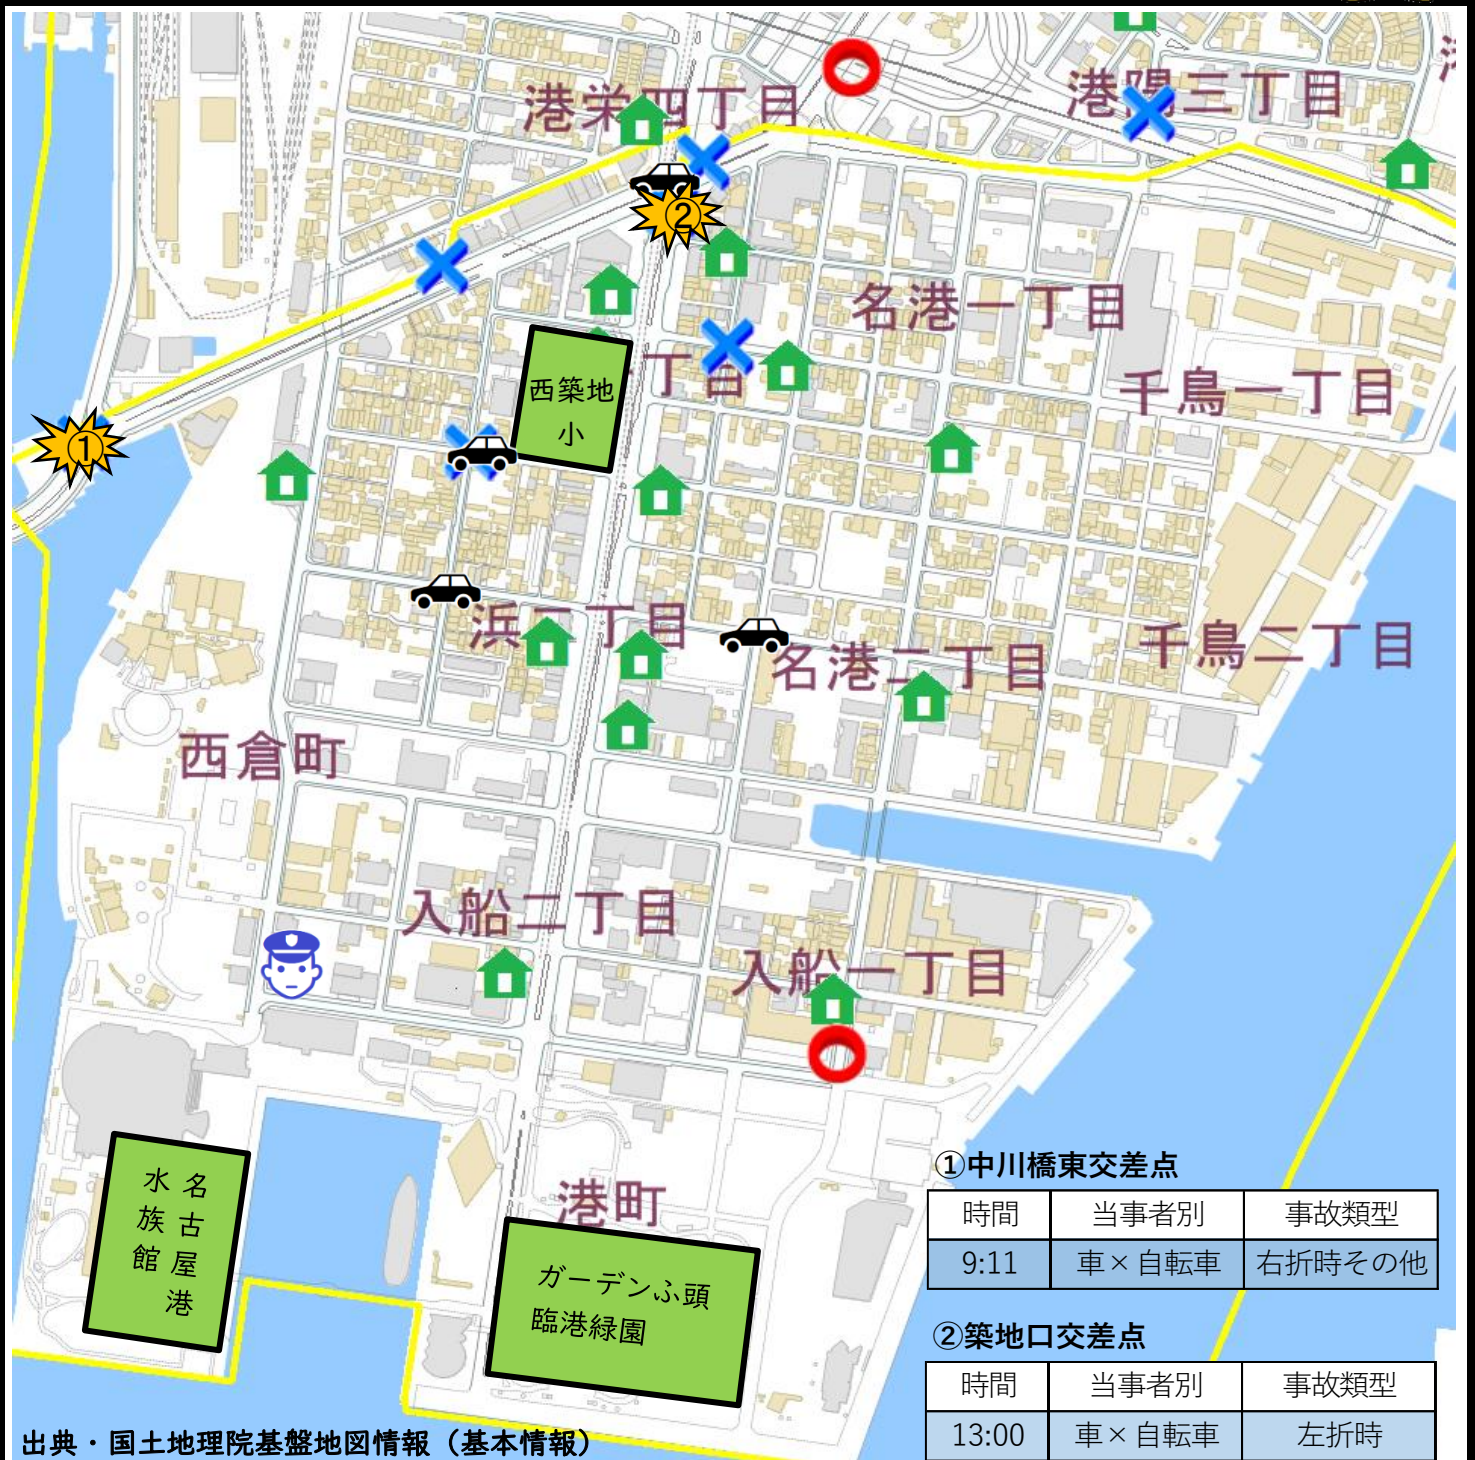 港栄四丁目
港陽三丁目
②
名港一丁目
丁目
千鳥一丁目
西築地
小
①
浜二丁目
名港二丁目
千鳥二丁目
西倉町
入船二丁目
入船一丁目
港町
名古屋港
水族館
ガーデンふ頭
臨港緑園
①中川橋東交差点
時間 当事者別 事故類型
9:11 車×自転車 右折時その他
②築地口交差点
時間 当事者別 事故類型
13:00 車×自転車 左折時
出典・国土地理院基盤地図情報（基本情報）